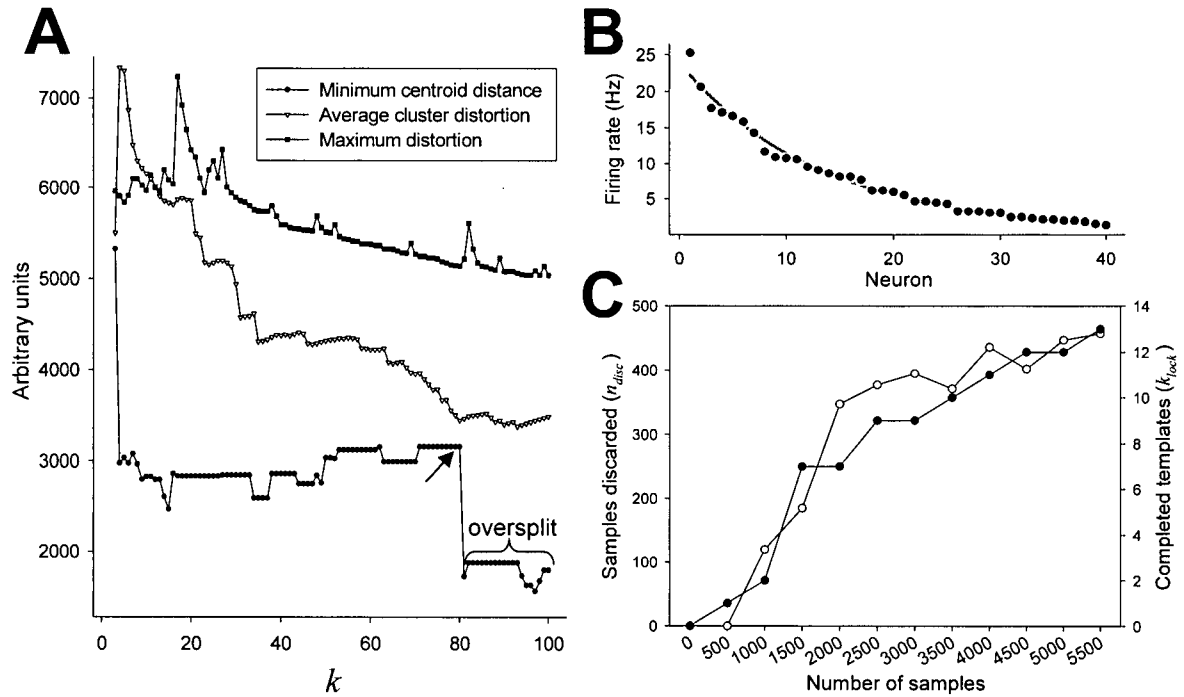 A
7000
6000
5000
4000
3000
2000
Arbitrary units
Minimum centroid distance
Average cluster distortion
Maximum distortion
oversplit
0 20 40 60 80 100
k
B
25
20
15
10
5
Firing rate (Hz)
0 10 20 30 40
Neuron
C
500
400
300
200
100
0
Samples discarded (n_disc)
14
12
10
8
6
4
2
0
Completed templates (k_lock)
0 500 1000 1500 2000 2500 3000 3500 4000 4500 5000 5500
Number of samples